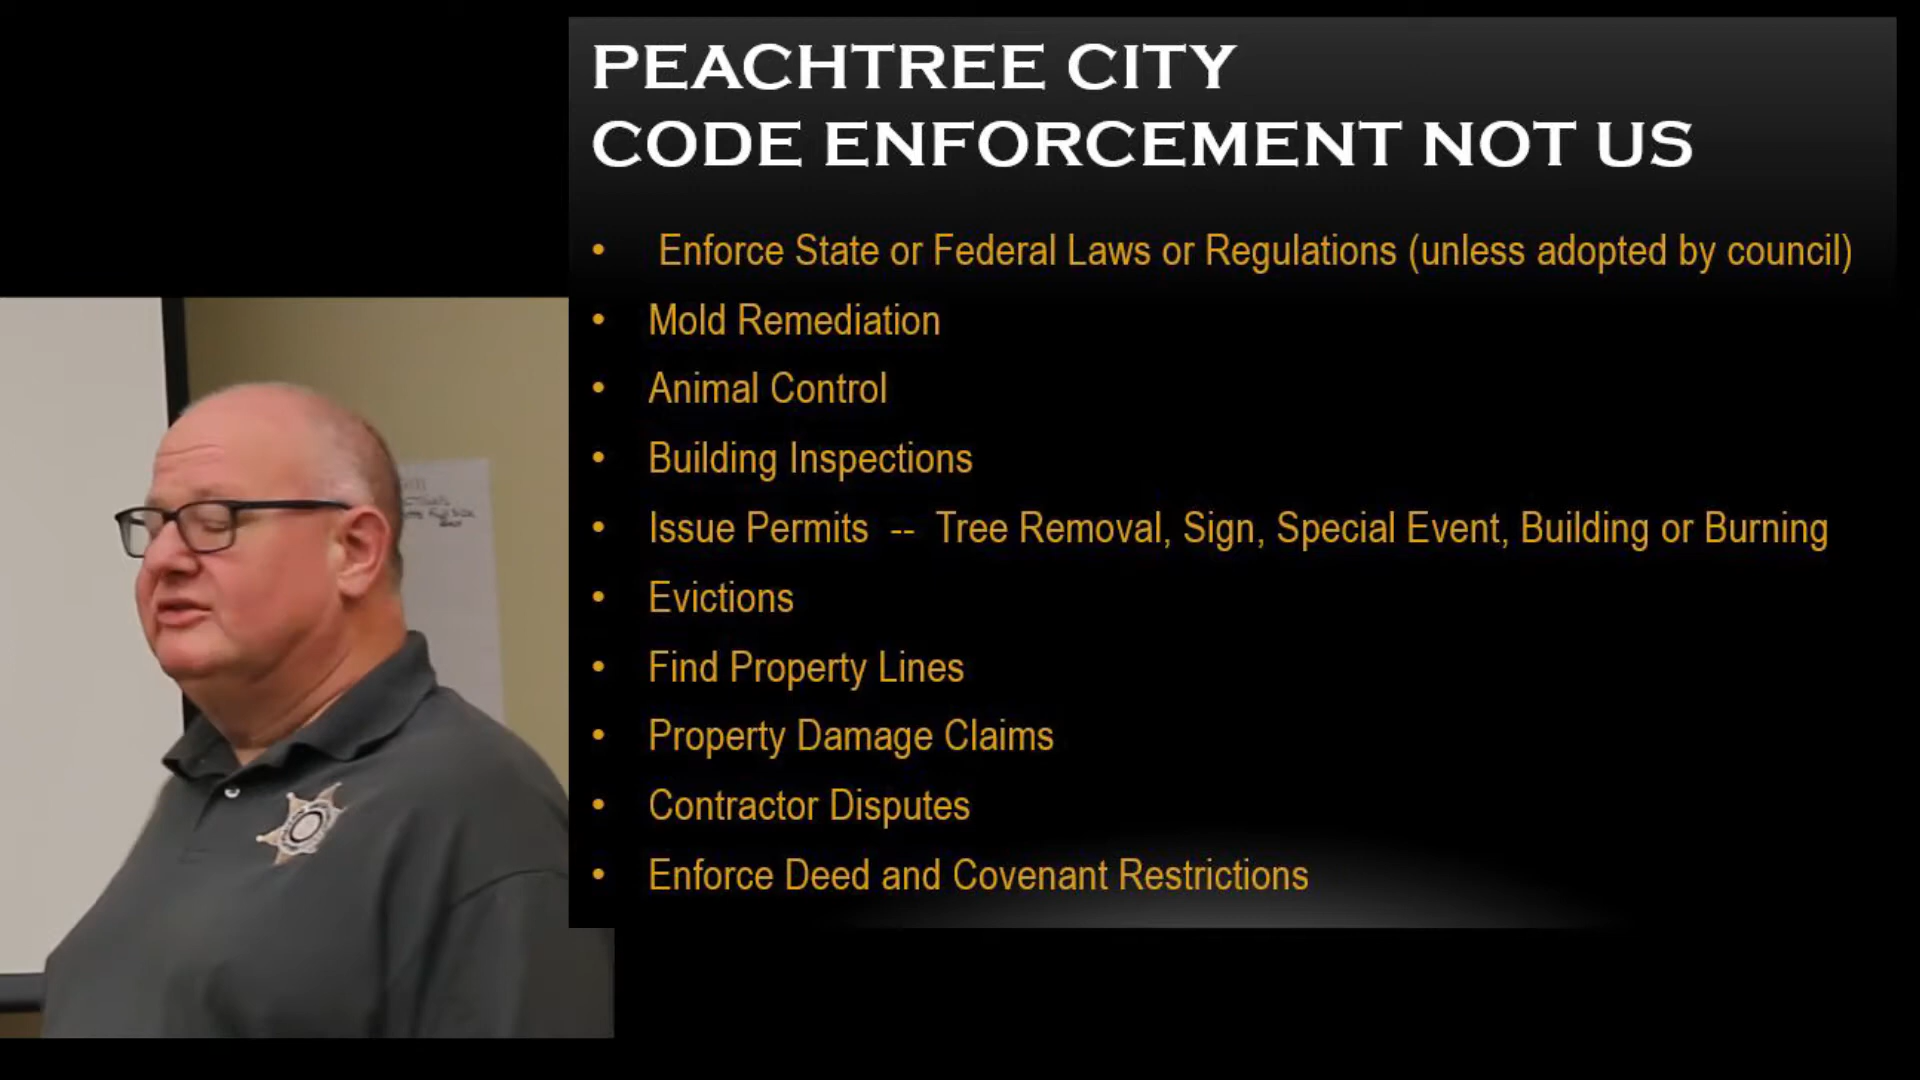 PEACHTREE CITY
CODE ENFORCEMENT NOT US
• Enforce State or Federal Laws or Regulations (unless adopted by council)
• Mold Remediation
• Animal Control
• Building Inspections
• Issue Permits -- Tree Removal, Sign, Special Event, Building or Burning
• Evictions
• Find Property Lines
• Property Damage Claims
• Contractor Disputes
• Enforce Deed and Covenant Restrictions